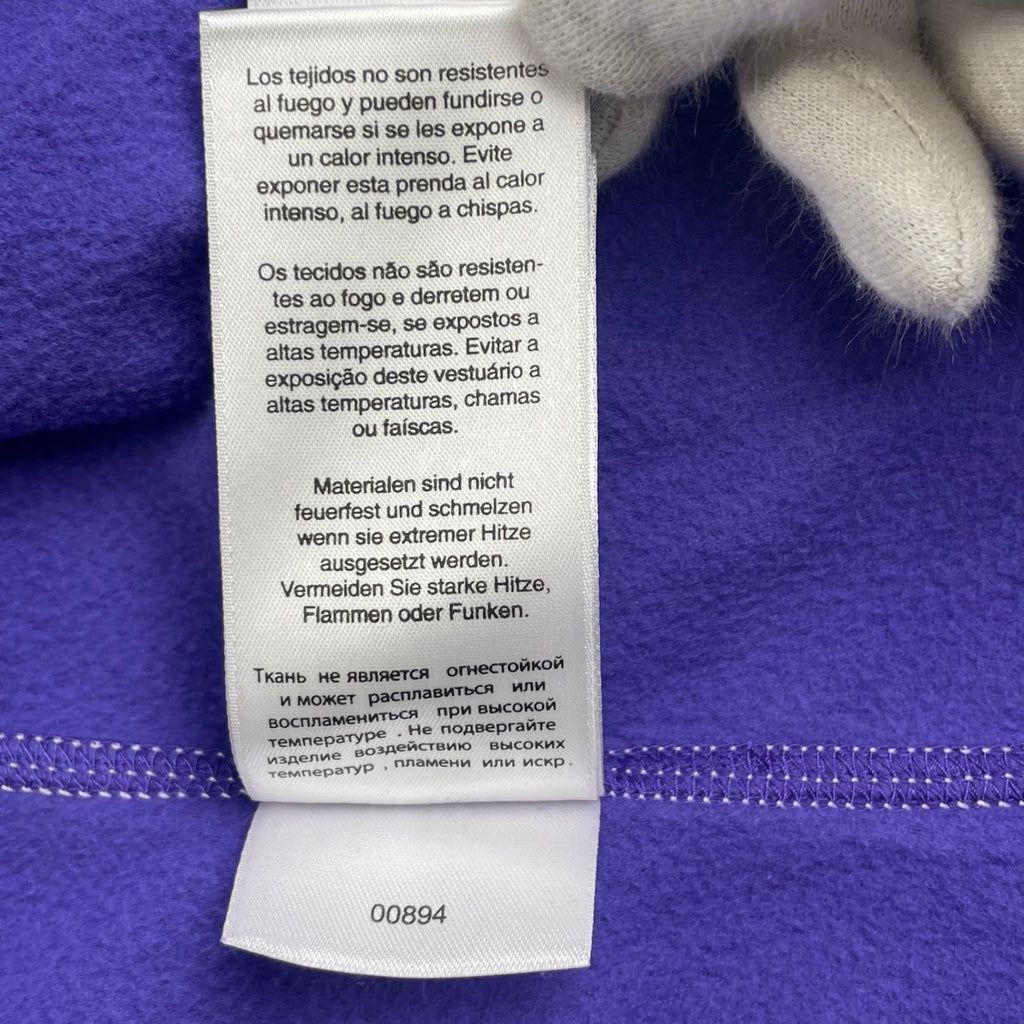 Los tejidos no son resistentes
al fuego y pueden fundirse o
quemarse si se les expone a
un calor intenso. Evite
exponer esta prenda al calor
intenso, al fuego a chispas.
Os tecidos não são resisten-
tes ao fogo e derretem ou
estragem-se, se expostos a
altas temperaturas. Evitar a
exposição deste vestuário a
altas temperaturas, chamas
ou faíscas.
Materialen sind nicht
feuerfest und schmelzen
wenn sie extremer Hitze
ausgesetzt werden.
Vermeiden Sie starke Hitze,
Flammen oder Funken.
Ткань не является огнестойкой
и может расплавиться или
воспламениться при высокой
температуре . Не подвергайте
изделие воздействию высоких
температур , пламени или искр .
00894